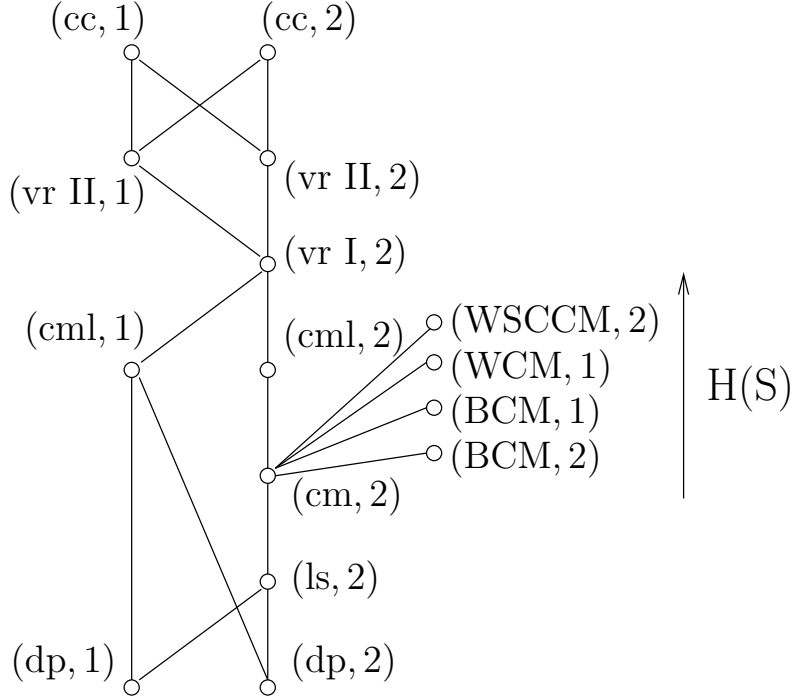 (cc, 1)
(cc, 2)
(vr II, 1)
(vr II, 2)
(vr I, 2)
(cml, 1)
(cml, 2)
(WSCCM, 2)
(WCM, 1)
(BCM, 1)
(BCM, 2)
H(S)
(cm, 2)
(ls, 2)
(dp, 1)
(dp, 2)